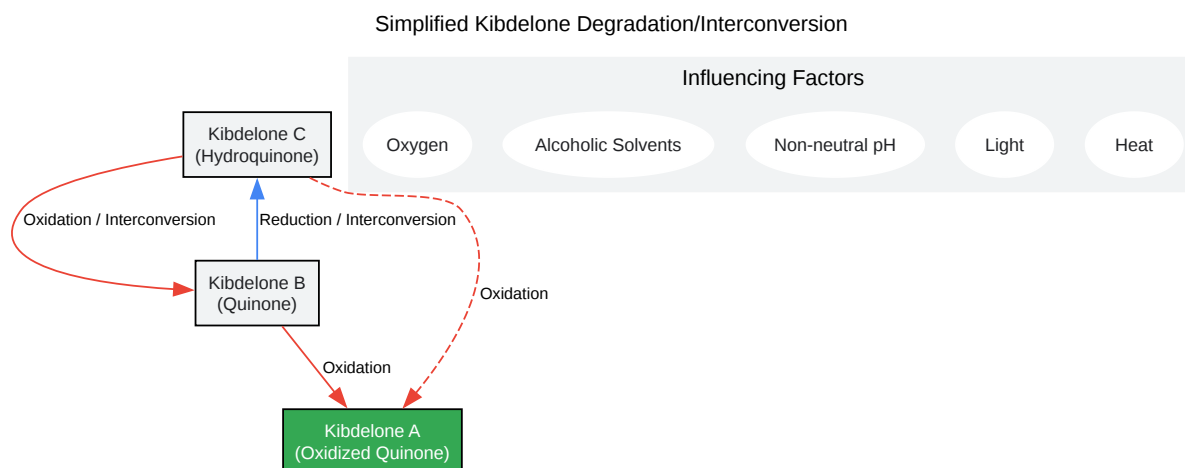 Simplified Kibdelone Degradation/Interconversion
Influencing Factors
Kibdelone C
(Hydroquinone)
Oxygen
Alcoholic Solvents
Non-neutral pH
Light
Heat
Oxidation / Interconversion
Reduction / Interconversion
Kibdelone B
(Quinone)
Oxidation
Oxidation
Kibdelone A
(Oxidized Quinone)